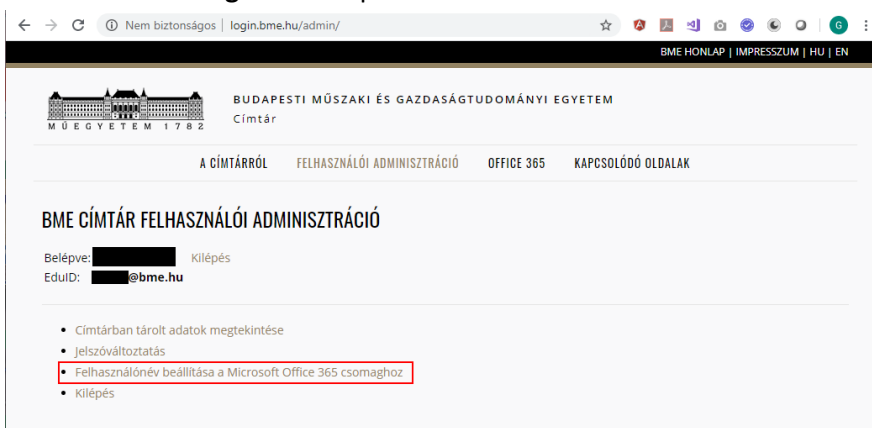 Nem biztonságos | login.bme.hu/admin/
G
BME HONLAP | IMPRESSZUM | HU | EN
BUDAPESTI MŰSZAKI ÉS GAZDASÁGTUDOMÁNYI EGYETEM
Címtár
MŰEGYETEM 1782
A CÍMTÁRRÓL FELHASZNÁLÓI ADMINISZTRÁCIÓ OFFICE 365 KAPCSOLÓDÓ OLDALAK
BME CÍMTÁR FELHASZNÁLÓI ADMINISZTRÁCIÓ
Belépve: Kilépés
EduID: @bme.hu
Címtárban tárolt adatok megtekintése
Jelszóváltoztatás
Felhasználónév beállítása a Microsoft Office 365 csomaghoz
Kilépés